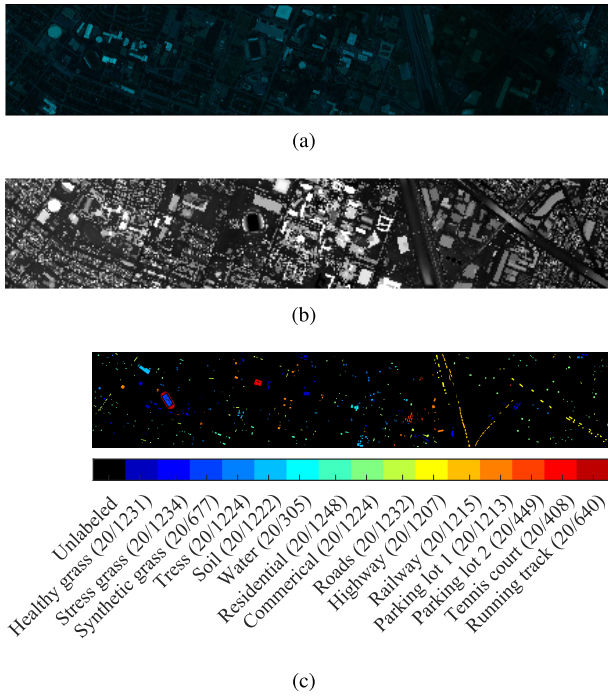 (a)
(b)
Unlabeled
Healthy grass (20/1231)
Stress grass (20/1234)
Synthetic grass (20/677)
Tress (20/1224)
Soil (20/1222)
Water (20/305)
Residential (20/1248)
Commerical (20/1224)
Roads (20/1232)
Highway (20/1207)
Railway (20/1215)
Parking lot 1 (20/1213)
Parking lot 2 (20/449)
Tennis court (20/408)
Running track (20/640)
(c)